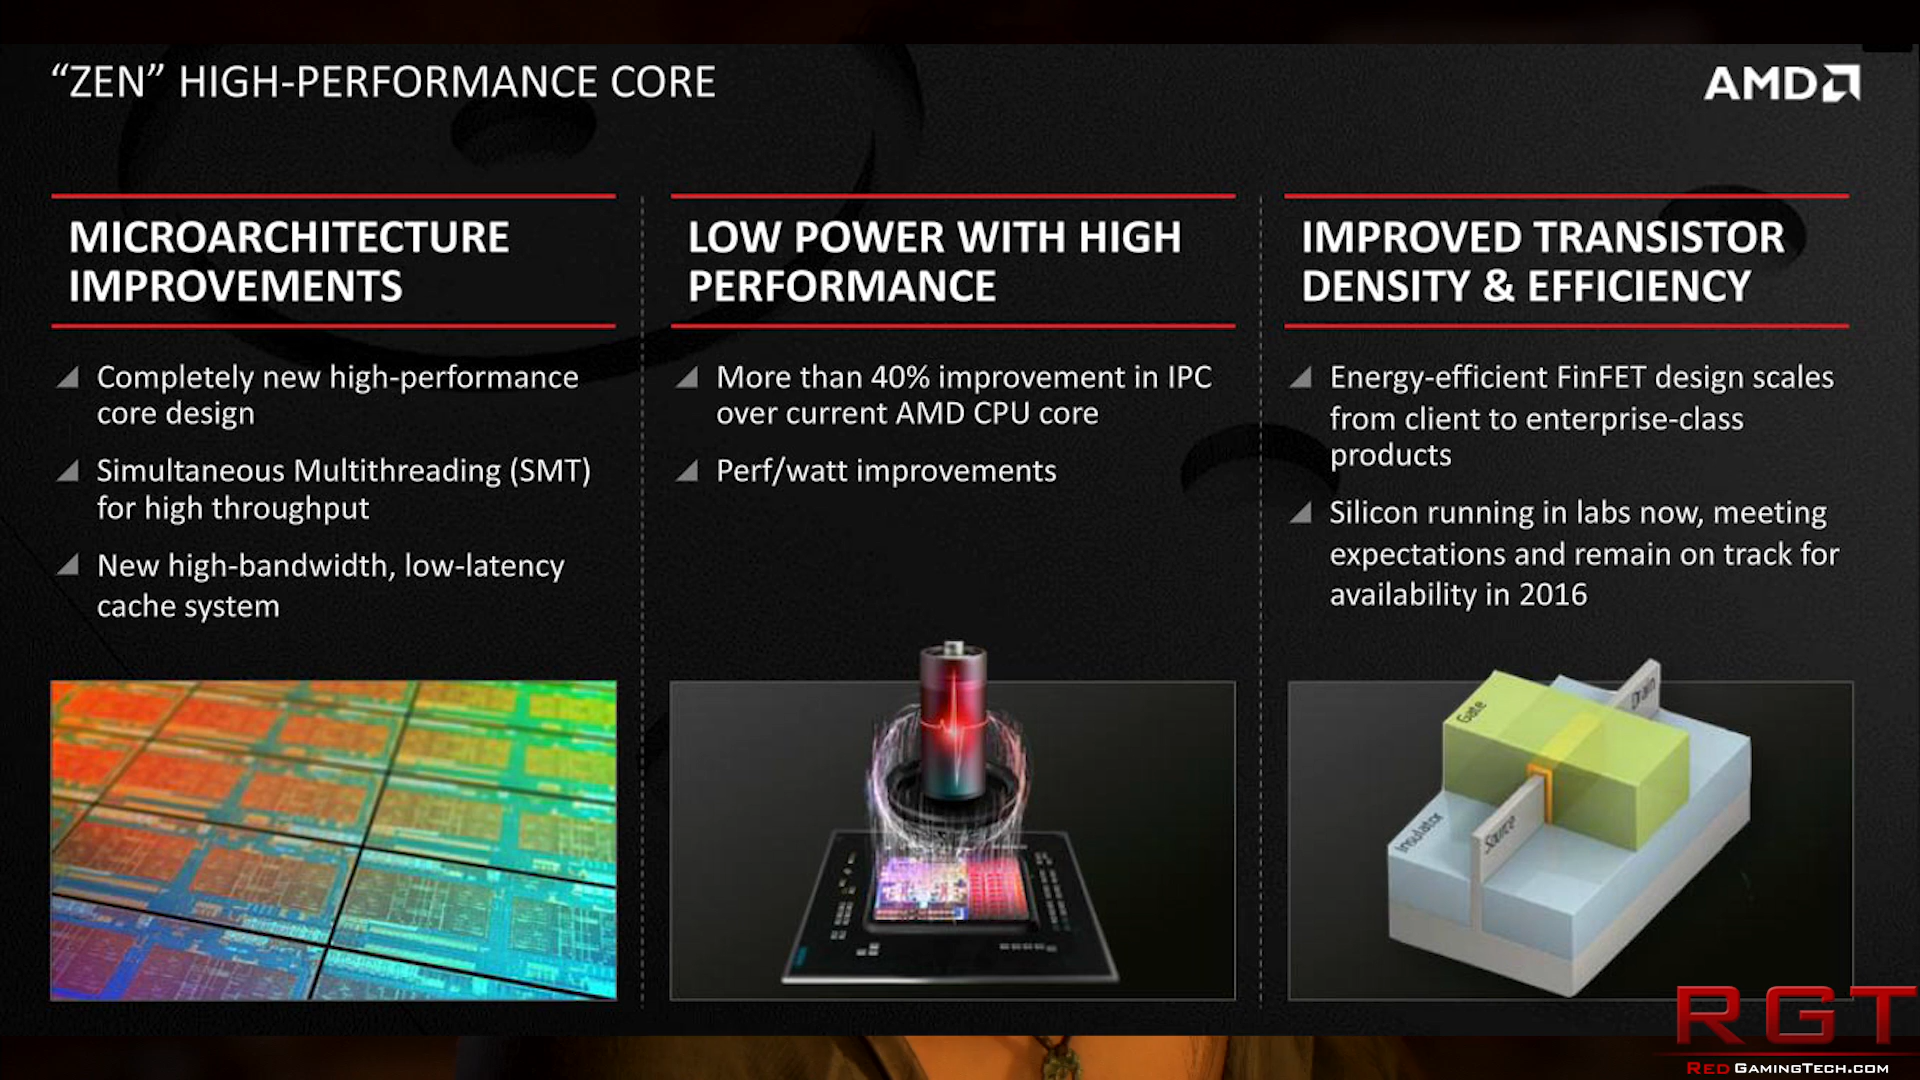 “ZEN” HIGH-PERFORMANCE CORE
AMD
MICROARCHITECTURE
IMPROVEMENTS
Completely new high-performance
core design
Simultaneous Multithreading (SMT)
for high throughput
New high-bandwidth, low-latency
cache system
LOW POWER WITH HIGH
PERFORMANCE
More than 40% improvement in IPC
over current AMD CPU core
Perf/watt improvements
IMPROVED TRANSISTOR
DENSITY & EFFICIENCY
Energy-efficient FinFET design scales
from client to enterprise-class
products
Silicon running in labs now, meeting
expectations and remain on track for
availability in 2016
Gate
Drain
Insulator
Source
RGT
REDGAMINGTECH.COM